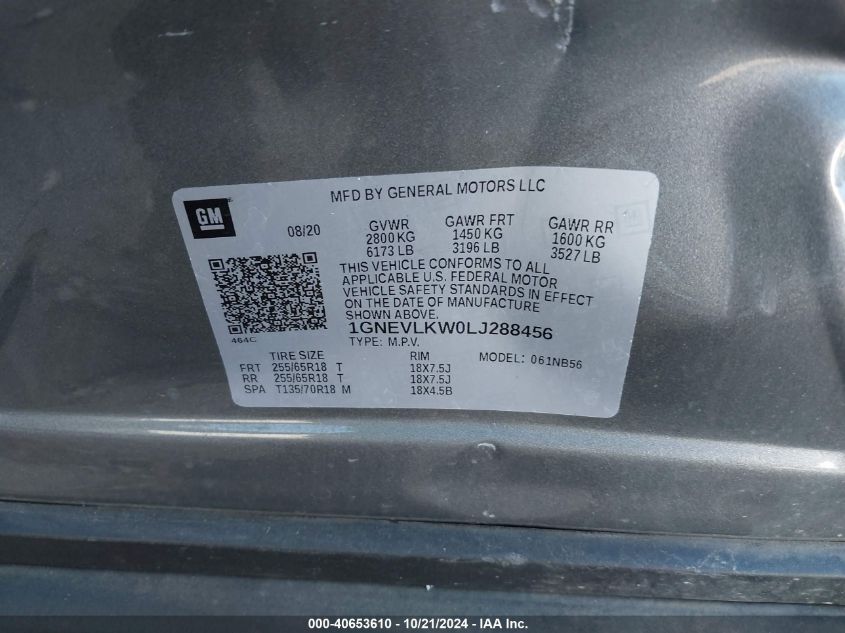 MFD BY GENERAL MOTORS LLC
GM
08/20
GVWR GAWR FRT GAWR RR
2800 KG 1450 KG 1600 KG
6173 LB 3196 LB 3527 LB
THIS VEHICLE CONFORMS TO ALL
APPLICABLE U.S. FEDERAL MOTOR
VEHICLE SAFETY STANDARDS IN EFFECT
ON THE DATE OF MANUFACTURE
SHOWN ABOVE.
1GNEVLKW0LJ288456
464C
TYPE: M.P.V. MODEL: 061NB56
TIRE SIZE RIM
FRT 255/65R18 T 18X7.5J
RR 255/65R18 T 18X7.5J
SPA T135/70R18 M 18X4.5B
000-40653610 - 10/21/2024 - IAA Inc.